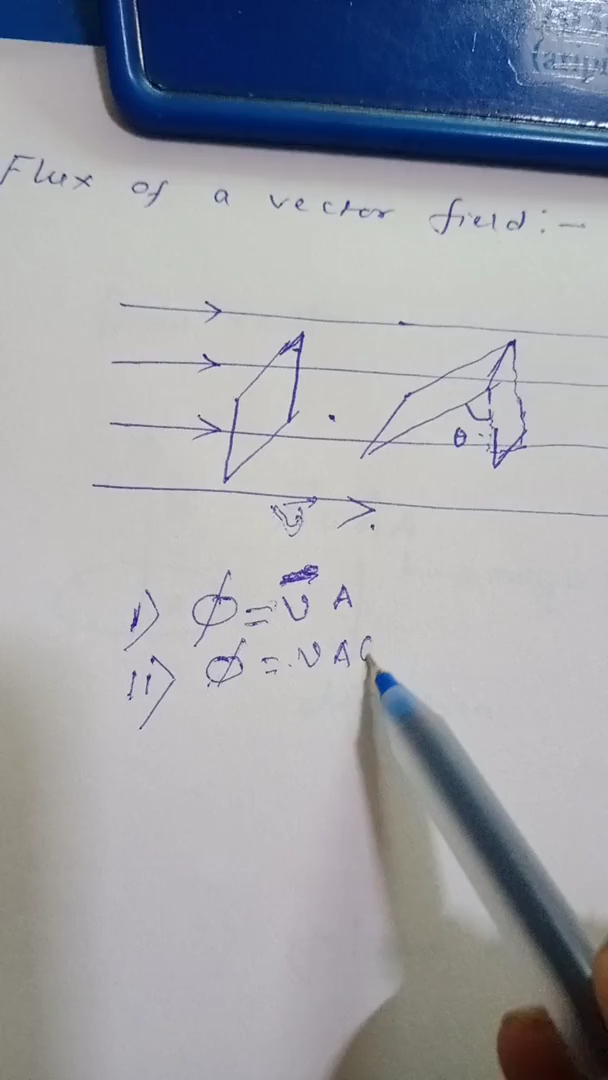 Flux of a vector field:-
θ
v⃗
I) ϕ = v A
II) ϕ = v A C